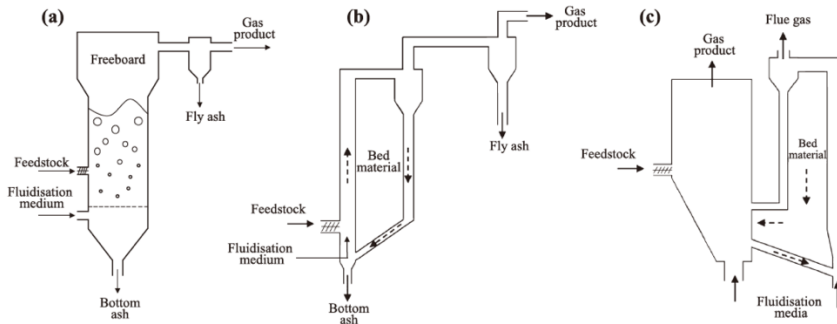 (a)
Gas
product
Freeboard
Fly ash
Feedstock
Fluidisation
medium
Bottom
ash
(b)
Gas
product
Fly ash
Bed
material
Feedstock
Fluidisation
medium
Bottom
ash
(c)
Flue gas
Gas
product
Bed
material
Feedstock
Fluidisation
media